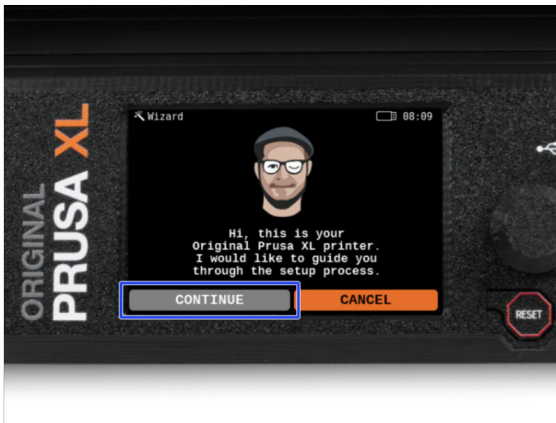 ORIGINAL
PRUSA XL
Wizard
08:09
Hi, this is your
Original Prusa XL printer.
I would like to guide you
through the setup process.
CONTINUE
CANCEL
RESET